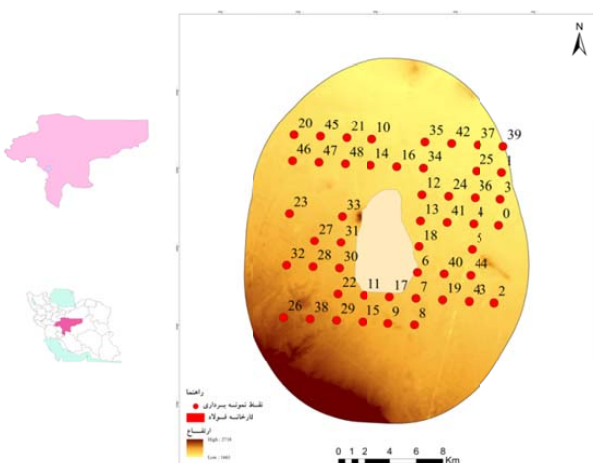 N
20 45 21 10 35 42 37 39
46 47 48 14 16 34 25 1
12 24 36 3
23 33 13 41 4 0
27 31 18 5
32 28 30 6 40 44
22 11 17 7 19 43 2
26 38 29 15 9 8
راهنما
نقاط نمونه برداری
کارخانه فولاد
ارتفاع
0 1 2 4 6 8
Km